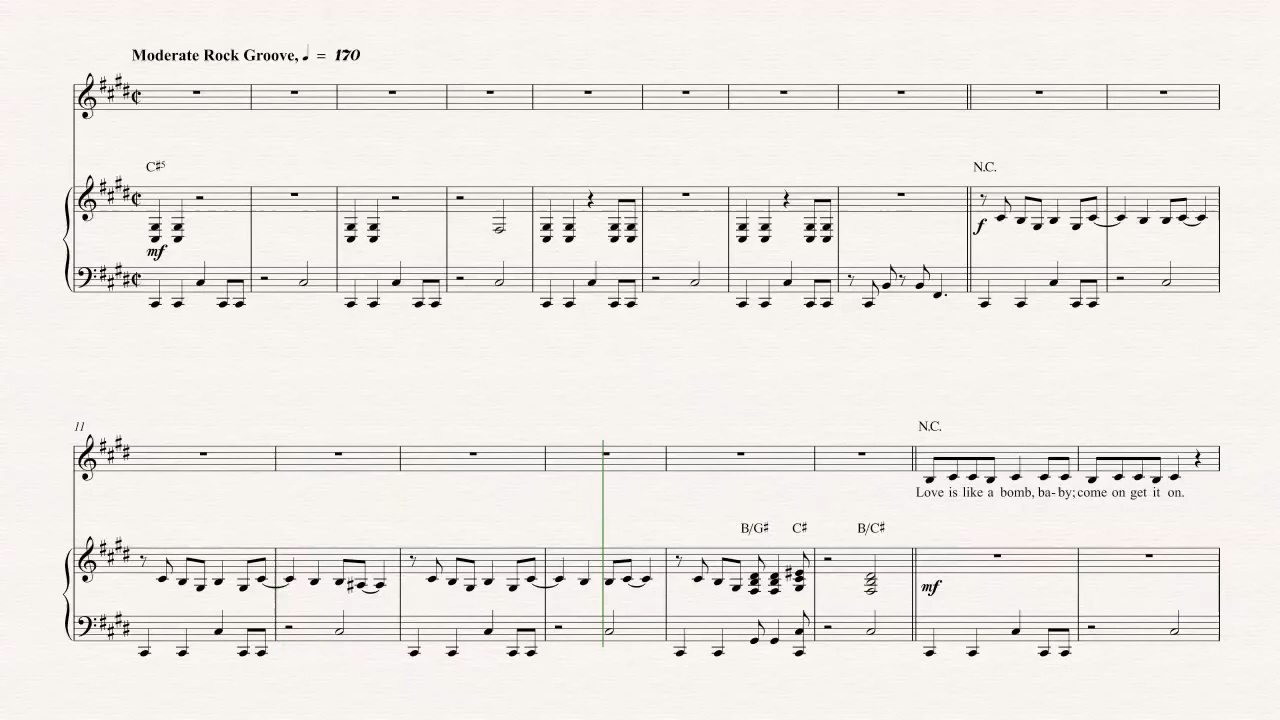 Moderate Rock Groove, ♩ = 170
C♯5
N.C.
mf
f
11
N.C.
Love is like a bomb, ba-by; come on get it on.
B/G♯ C♯ B/C♯
mf